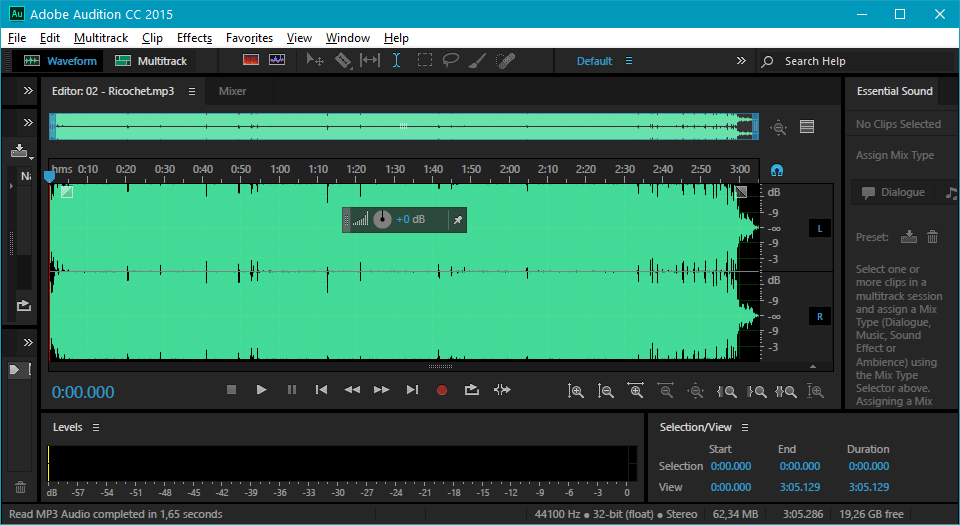 Au Adobe Audition CC 2015
File Edit Multitrack Clip Effects Favorites View Window Help
Waveform Multitrack Default Search Help
Editor: 02 - Ricochet.mp3 Mixer Essential Sound
No Clips Selected
Assign Mix Type
hms 0:10 0:20 0:30 0:40 0:50 1:00 1:10 1:20 1:30 1:40 1:50 2:00 2:10 2:20 2:30 2:40 2:50 3:00
dB
-9
-∞
-9
-3
L
+0 dB
Dialogue
Preset:
dB
-9
-∞
-9
-3
R
Select one or
more clips in a
multitrack session
and assign a Mix
Type (Dialogue,
Music, Sound
Effect or
Ambience) using
the Mix Type
Selector above.
Assigning a Mix
0:00.000
Levels
dB -57 -54 -51 -48 -45 -42 -39 -36 -33 -30 -27 -24 -21 -18 -15 -12 -9 -6 -3 0
Selection/View
Start End Duration
Selection 0:00.000 0:00.000 0:00.000
View 0:00.000 3:05.129 3:05.129
Read MP3 Audio completed in 1,65 seconds 44100 Hz ● 32-bit (float) ● Stereo 62,34 MB 3:05.286 19,26 GB free